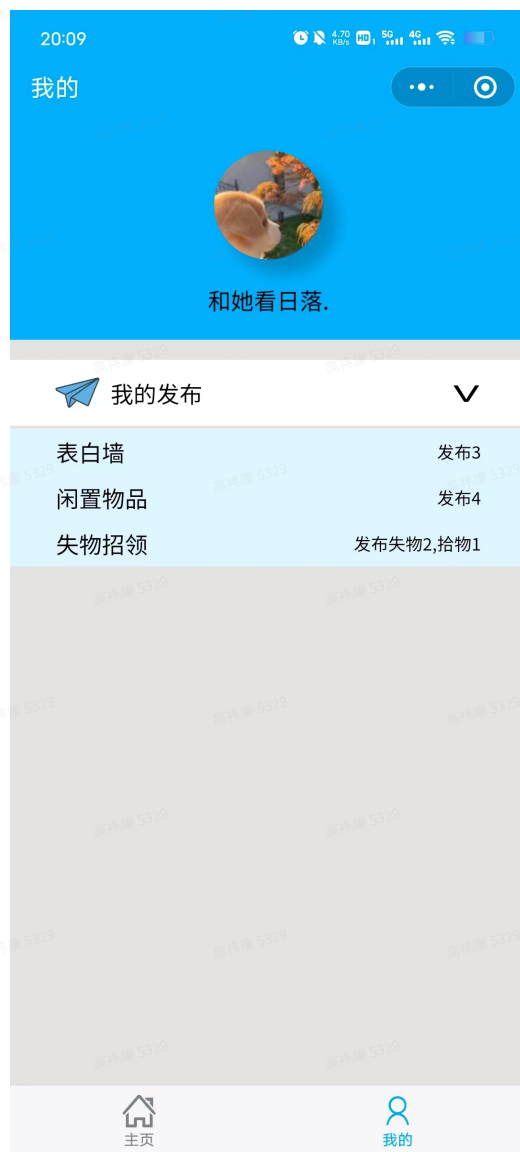 20:09
4.70 KB/s HD 1 5G 4G
我的
和她看日落.
我的发布
表白墙 发布3
闲置物品 发布4
失物招领 发布失物2,拾物1
主页 我的